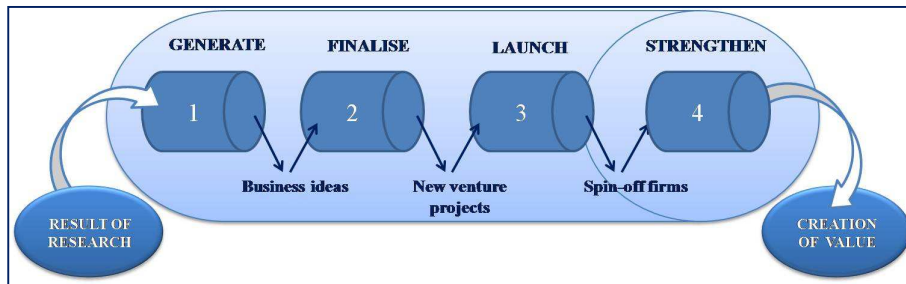 GENERATE FINALISE LAUNCH STRENGTHEN
1 2 3 4
Business ideas New venture Spin-off firms
projects
RESULT OF
RESEARCH
CREATION
OF VALUE